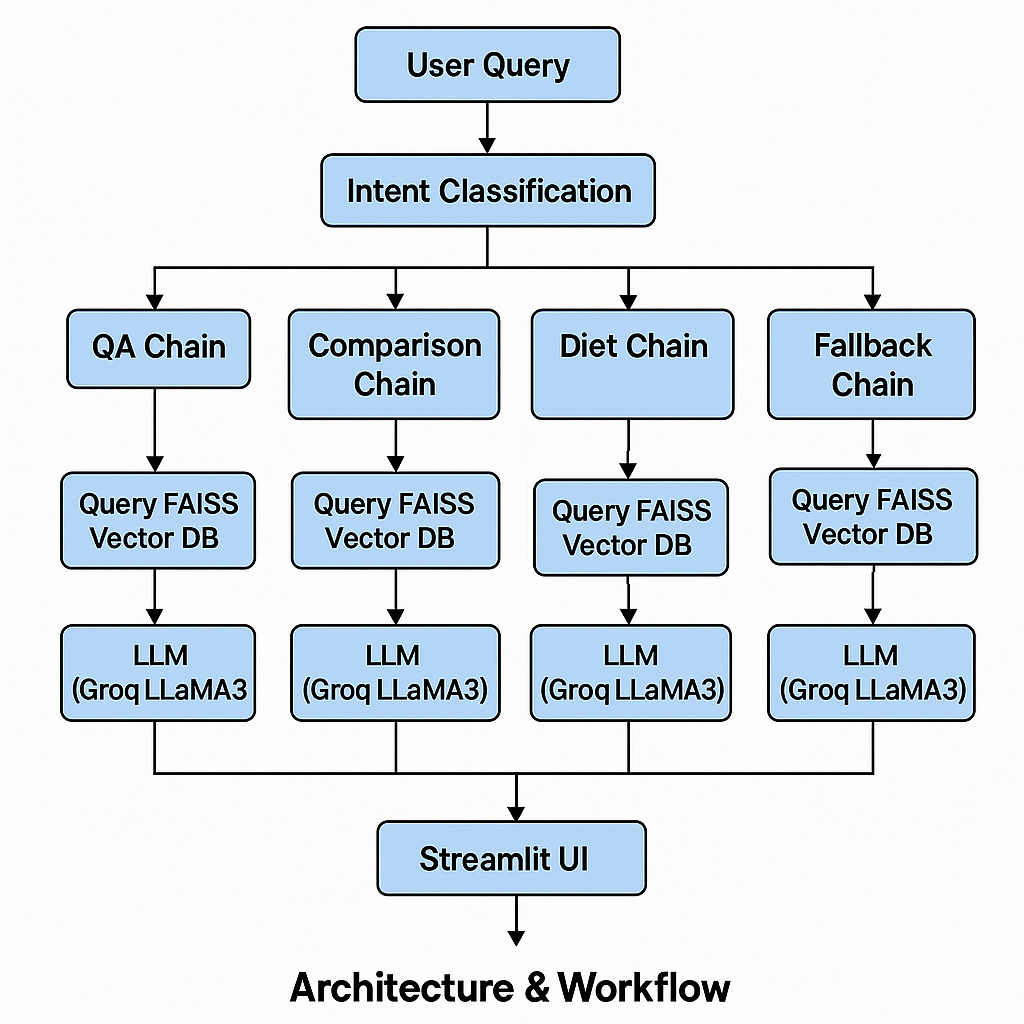 User Query
Intent Classification
QA Chain
Comparison
Chain
Diet Chain
Fallback
Chain
Query FAISS
Vector DB
Query FAISS
Vector DB
Query FAISS
Vector DB
Query FAISS
Vector DB
LLM
(Groq LLaMA3
LLM
(Groq LLaMA3)
LLM
(Groq LLaMA3)
LLM
(Groq LLaMA3)
Streamlit UI
Architecture & Workflow